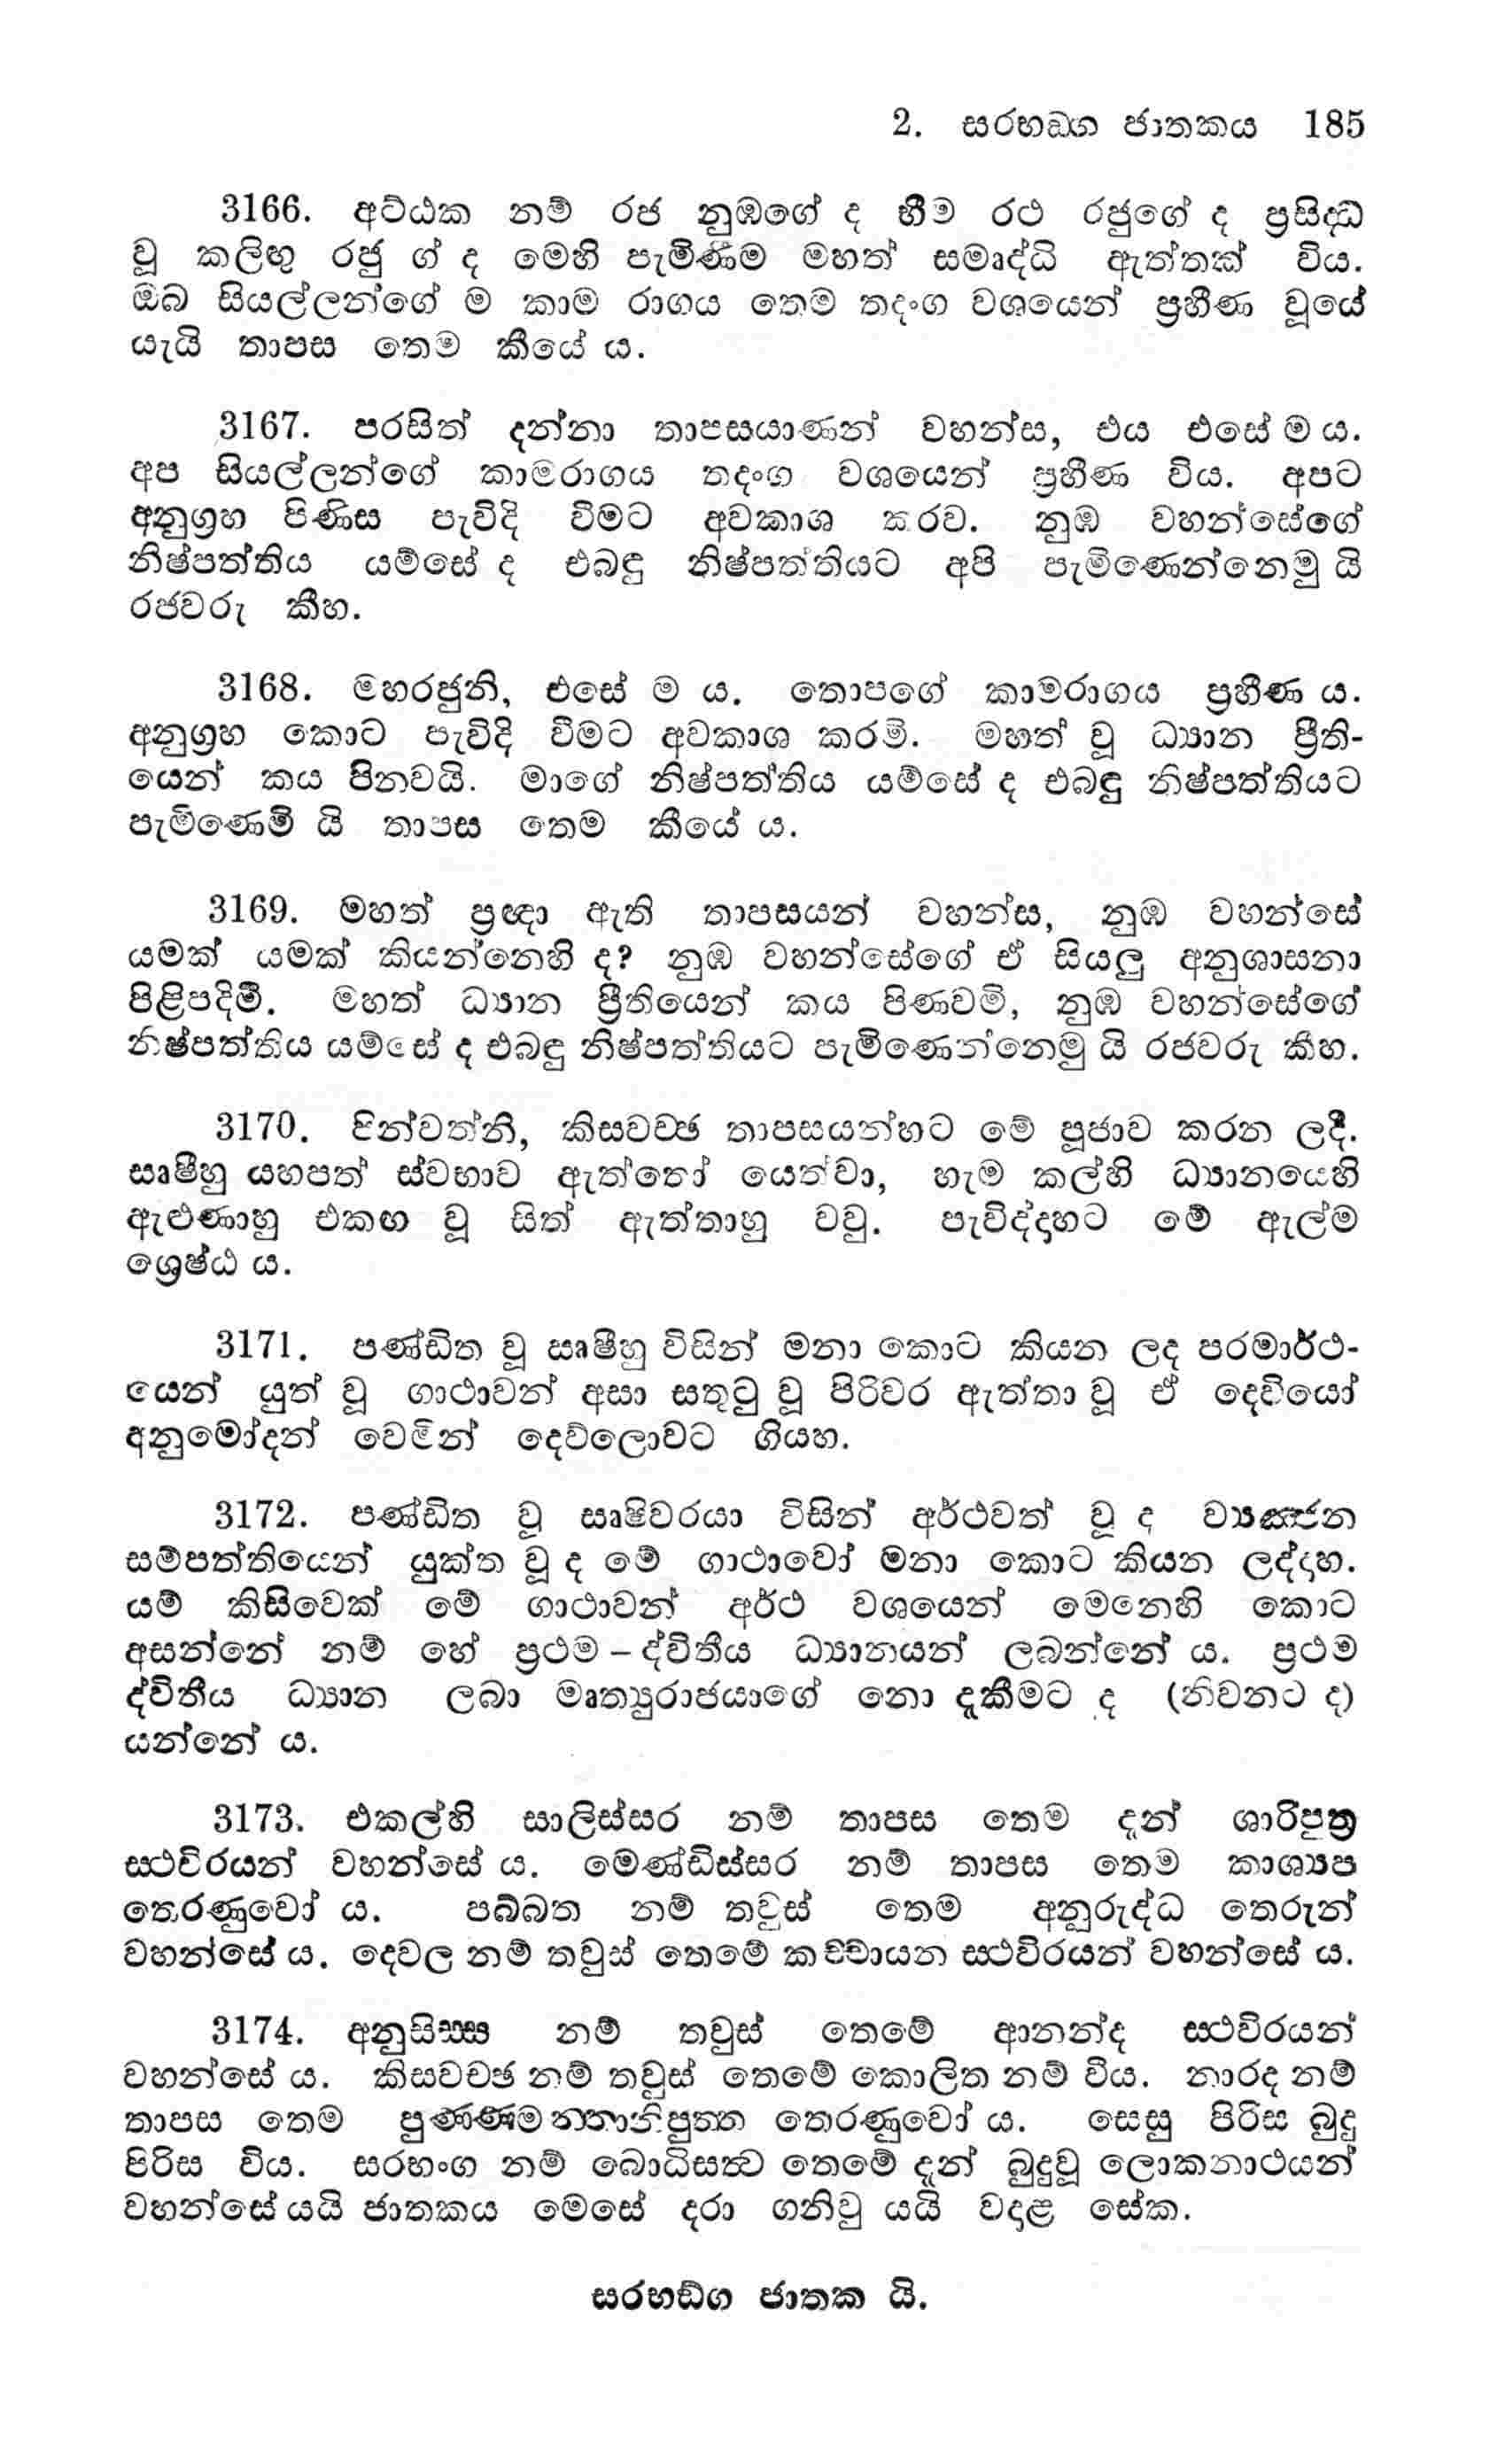 2. සරභඞ්ග ජාතකය 185
3166. අට්ඨක නම් රජ නුඹගේ ද භීම රථ රජුගේ ද ප්‍රසිද්ධ
වූ කලිඟු රජු ග් ද මෙහි පැමිණීම මහත් සමෘද්ධි ඇත්තක් විය.
ඔබ සියල්ලන්ගේ ම කාම රාගය තෙම තදංග වශයෙන් ප්‍රහීණ වූයේ
යැයි තාපස තෙම කීයේ ය.
3167. පරසිත් දන්නා තාපසයාණන් වහන්ස, එය එසේ ම ය.
අප සියල්ලන්ගේ කාමරාගය තදංග වශයෙන් ප්‍රහීණ විය. අපට
අනුග්‍රහ පිණිස පැවිදි වීමට අවකාශ කරව. නුඹ වහන්සේගේ
නිෂ්පත්තිය යම්සේ ද එබඳු නිෂ්පත්තියට අපි පැමිණෙන්නෙමු යි
රජවරු කීහ.
3168. මහරජුනි, එසේ ම ය. තොපගේ කාමරාගය ප්‍රහීණ ය.
අනුග්‍රහ කොට පැවිදි වීමට අවකාශ කරමි. මහත් වූ ධ්‍යාන ප්‍රීති-
යෙන් කය පිනවයි. මාගේ නිෂ්පත්තිය යම්සේ ද එබඳු නිෂ්පත්තියට
පැමිණෙමි යි තාපස තෙම කීයේ ය.
3169. මහත් ප්‍රඥා ඇති තාපසයන් වහන්ස, නුඹ වහන්සේ
යමක් යමක් කියන්නෙහි ද? නුඹ වහන්සේගේ ඒ සියලු අනුශාසනා
පිළිපදිමි. මහත් ධ්‍යාන ප්‍රීතියෙන් කය පිණවමි, නුඹ වහන්සේගේ
නිෂ්පත්තිය යම්සේ ද එබඳු නිෂ්පත්තියට පැමිණෙන්නෙමු යි රජවරු කීහ.
3170. පින්වත්නි, කිසවච්ඡ තාපසයන්හට මේ පූජාව කරන ලදී.
සෘෂීහු යහපත් ස්වභාව ඇත්තෝ යෙත්වා, හැම කල්හි ධ්‍යානයෙහි
ඇළුණාහු එකඟ වූ සිත් ඇත්තාහු වවු. පැවිද්දාහට මේ ඇල්ම
ශ්‍රෙෂ්ඨ ය.
3171. පණ්ඩිත වූ සෘෂීහු විසින් මනා කොට කියන ලද පරමාර්ථ-
යෙන් යුත් වූ ගාථාවන් අසා සතුටු වූ පිරිවර ඇත්තා වූ ඒ දෙවියෝ
අනුමෝදන් වෙමින් දෙව්ලොවට ගියහ.
3172. පණ්ඩිත වූ සෘෂිවරයා විසින් අර්ථවත් වූ ද ව්‍යඤ්ජන
සම්පත්තියෙන් යුක්ත වූ ද මේ ගාථාවෝ මනා කොට කියන ලද්දාහ.
යම් කිසිවෙක් මේ ගාථාවන් අර්ථ වශයෙන් මෙනෙහි කොට
අසන්නේ නම් හේ ප්‍රථම – ද්විතීය ධ්‍යානයන් ලබන්නේ ය. ප්‍රථම
ද්විතීය ධ්‍යාන ලබා මෘත්‍යුරාජයාගේ නො දැකීමට ද (නිවනට ද)
යන්නේ ය.
3173. එකල්හි සාලිස්සර නම් තාපස තෙම දැන් ශාරිපුත්‍ර
ස්ථවිරයන් වහන්සේ ය. මෙණ්ඩිස්සර නම් තාපස තෙම කාශ්‍යප
තෙරණුවෝ ය. පබ්බත නම් තවුස් තෙම අනුරුද්ධ තෙරුන්
වහන්සේ ය. දෙවල නම් තවුස් තෙමේ කච්චායන ස්ථවිරයන් වහන්සේ ය.
3174. අනුසිස්ස නම් තවුස් තෙමේ ආනන්ද ස්ථවිරයන්
වහන්සේ ය. කිසවච්ඡ නම් තවුස් තෙමේ කොලිත නම් වීය. නාරද නම්
තාපස තෙම පුණ්ණමන්තානිපුත්ත තෙරණුවෝ ය. සෙසු පිරිස බුදු
පිරිස විය. සරභංග නම් බොධිසත්ව තෙමේ දැන් බුදුවූ ලොකනාථයන්
වහන්සේ යයි ජාතකය මෙසේ දරා ගනිවු යයි වදාළ සේක.
සරභඞ්ග ජාතක යි.